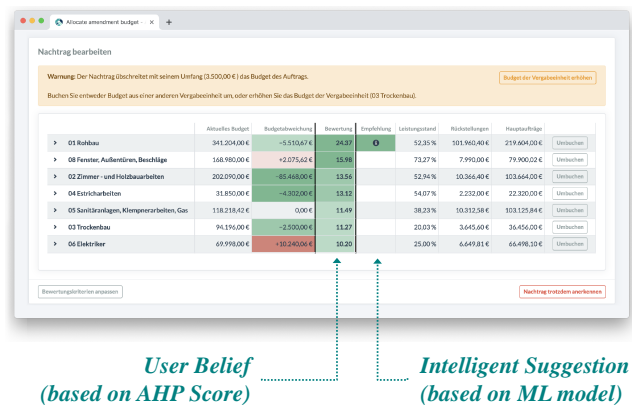 Allocate amendment budget -
Nachtrag bearbeiten
Warnung: Der Nachtrag übschreitet mit seinem Umfang (3.500,00 €) das Budget des Auftrags.
Budget der Vergabeeinheit erhöhen
Buchen Sie entweder Budget aus einer anderen Vergabeeinheit um, oder erhöhen Sie das Budget der Vergabeeinheit (03 Trockenbau).
Aktuelles Budget Budgetabweichung Bewertung Empfehlung Leistungsstand Rückstellungen Hauptaufträge
01 Rohbau 341.204,00 € −5.510,67 € 24.37 52,35 % 101.960,40 € 219.604,00 € Umbuchen
08 Fenster, Außentüren, Beschläge 168.980,00 € +2.075,62 € 15.98 73,27 % 7.990,00 € 79.900,02 € Umbuchen
02 Zimmer - und Holzbauarbeiten 202.090,00 € −85.468,00 € 13.56 52,94 % 10.366,40 € 103.664,00 € Umbuchen
04 Estricharbeiten 31.850,00 € −4.302,00 € 13.12 54,07 % 2.232,00 € 22.320,00 € Umbuchen
05 Sanitäranlagen, Klempnerarbeiten, Gas 118.218,42 € 0,00 € 11.49 38,23 % 10.312,58 € 103.125,84 € Umbuchen
03 Trockenbau 94.196,00 € −2.500,00 € 11.27 20,03 % 3.645,60 € 36.456,00 € Umbuchen
06 Elektriker 69.998,00 € +10.240,06 € 10.20 25,00 % 6.649,81 € 66.498,10 € Umbuchen
Bewertungskriterien anpassen
Nachtrag trotzdem anerkennen
User Belief
(based on AHP Score)
Intelligent Suggestion
(based on ML model)